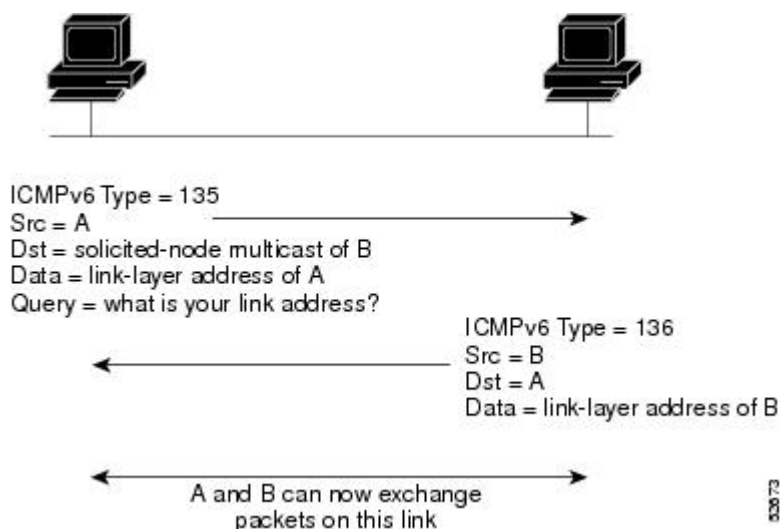 ICMPv6 Type = 135
Src = A
Dst = solicited-node multicast of B
Data = link-layer address of A
Query = what is your link address?
ICMPv6 Type = 136
Src = B
Dst = A
Data = link-layer address of B
A and B can now exchange
packets on this link
52673